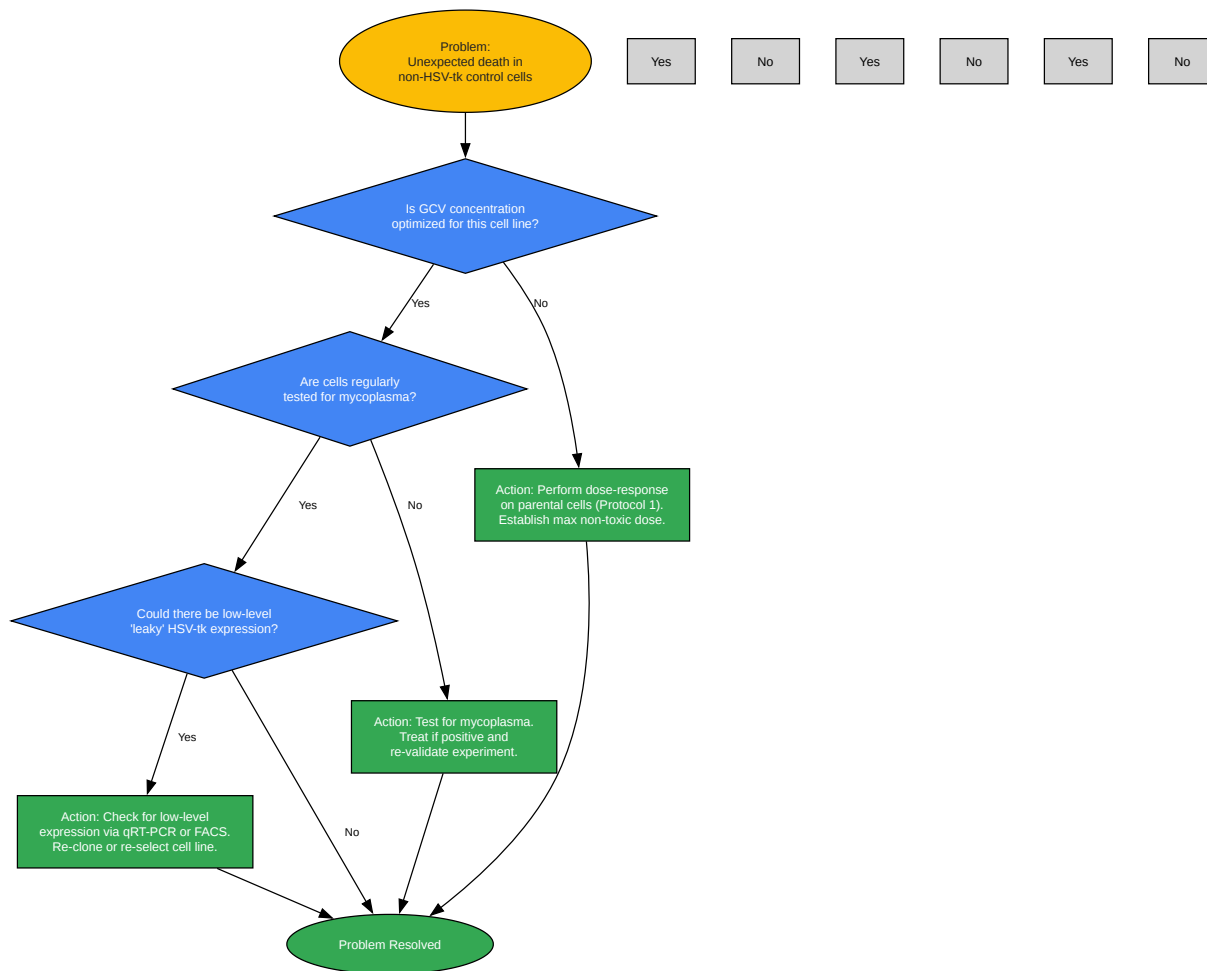 Problem:
Unexpected death in
non-HSV-tk control cells
Yes
No
Yes
No
Yes
No
Is GCV concentration
optimized for this cell line?
Yes
No
Are cells regularly
tested for mycoplasma?
Action: Perform dose-response
on parental cells (Protocol 1).
Establish max non-toxic dose.
Yes
No
Could there be low-level
'leaky' HSV-tk expression?
Action: Test for mycoplasma.
Treat if positive and
re-validate experiment.
Yes
No
Action: Check for low-level
expression via qRT-PCR or FACS.
Re-clone or re-select cell line.
Problem Resolved